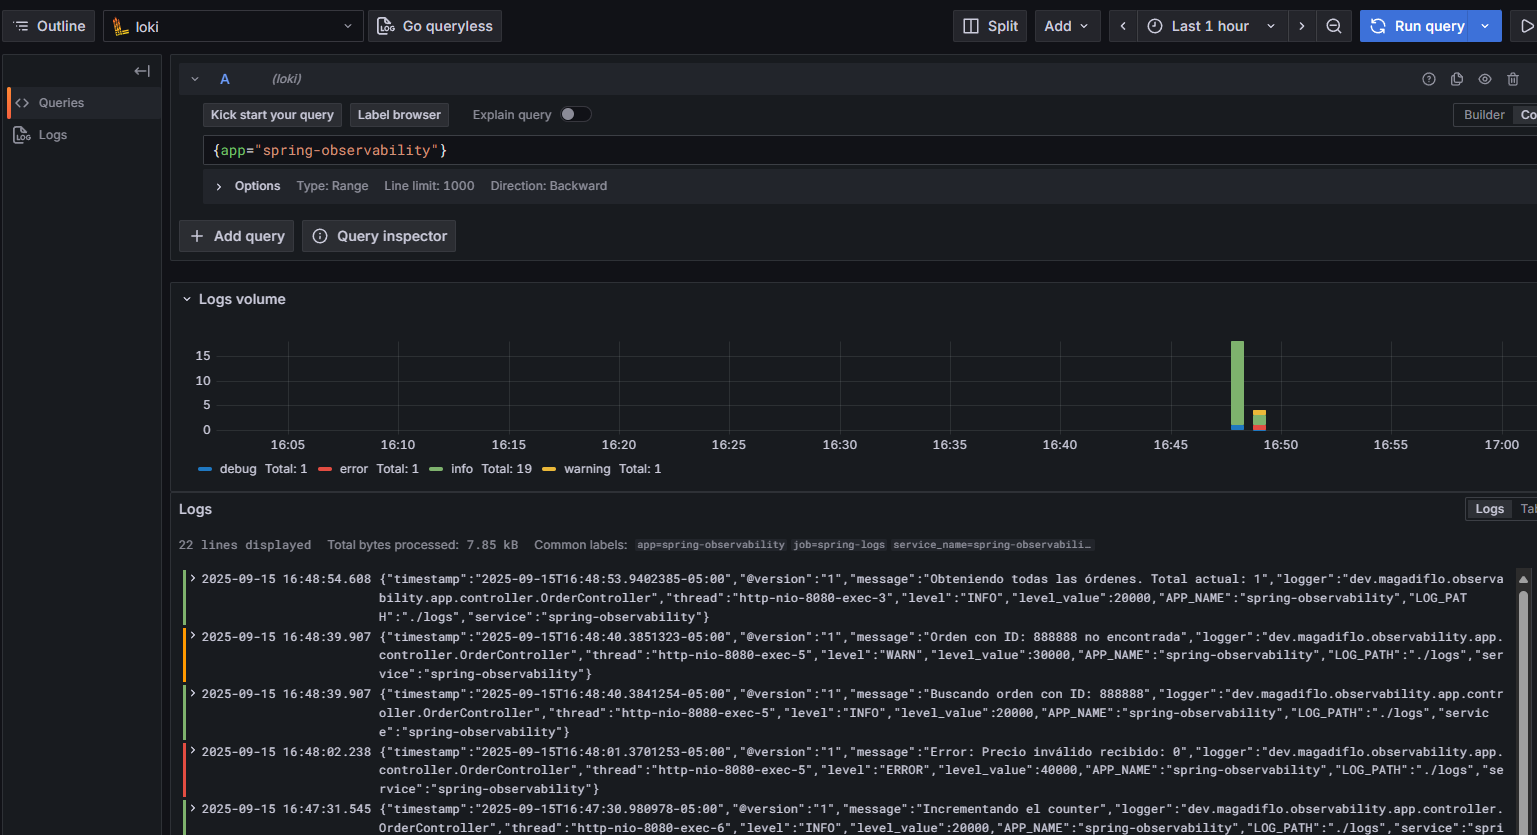 Outline
loki
Go queryless
Split
Add
Last 1 hour
Run query
Queries
Logs
A (loki)
Kick start your query
Label browser
Explain query
Builder
Co
{app="spring-observability"}
Options Type: Range Line limit: 1000 Direction: Backward
+ Add query
Query inspector
Logs volume
15
10
5
0
16:05 16:10 16:15 16:20 16:25 16:30 16:35 16:40 16:45 16:50 16:55 17:00
debug Total: 1 error Total: 1 info Total: 19 warning Total: 1
Logs
Logs
Tal
22 lines displayed Total bytes processed: 7.85 kB Common labels: app=spring-observability job=spring-logs service_name=spring-observabili…
2025-09-15 16:48:54.608 {"timestamp":"2025-09-15T16:48:53.9402385-05:00","@version":"1","message":"Obteniendo todas las órdenes. Total actual: 1","logger":"dev.magadiflo.observa
bility.app.controller.OrderController","thread":"http-nio-8080-exec-3","level":"INFO","level_value":20000,"APP_NAME":"spring-observability","LOG_PAT
H":"./logs","service":"spring-observability"}
2025-09-15 16:48:39.907 {"timestamp":"2025-09-15T16:48:40.3851323-05:00","@version":"1","message":"Orden con ID: 888888 no encontrada","logger":"dev.magadiflo.observability.app.
controller.OrderController","thread":"http-nio-8080-exec-5","level":"WARN","level_value":30000,"APP_NAME":"spring-observability","LOG_PATH":"./logs","ser
vice":"spring-observability"}
2025-09-15 16:48:39.907 {"timestamp":"2025-09-15T16:48:40.3841254-05:00","@version":"1","message":"Buscando orden con ID: 888888","logger":"dev.magadiflo.observability.app.contr
oller.OrderController","thread":"http-nio-8080-exec-5","level":"INFO","level_value":20000,"APP_NAME":"spring-observability","LOG_PATH":"./logs","servic
e":"spring-observability"}
2025-09-15 16:48:02.238 {"timestamp":"2025-09-15T16:48:01.3701253-05:00","@version":"1","message":"Error: Precio inválido recibido: 0","logger":"dev.magadiflo.observability.app.
controller.OrderController","thread":"http-nio-8080-exec-5","level":"ERROR","level_value":40000,"APP_NAME":"spring-observability","LOG_PATH":"./logs","se
rvice":"spring-observability"}
2025-09-15 16:47:31.545 {"timestamp":"2025-09-15T16:47:30.980978-05:00","@version":"1","message":"Incrementando el counter","logger":"dev.magadiflo.observability.app.controller.
OrderController","thread":"http-nio-8080-exec-6","level":"INFO","level_value":20000,"APP_NAME":"spring-observability","LOG_PATH":"./logs","service":"spri